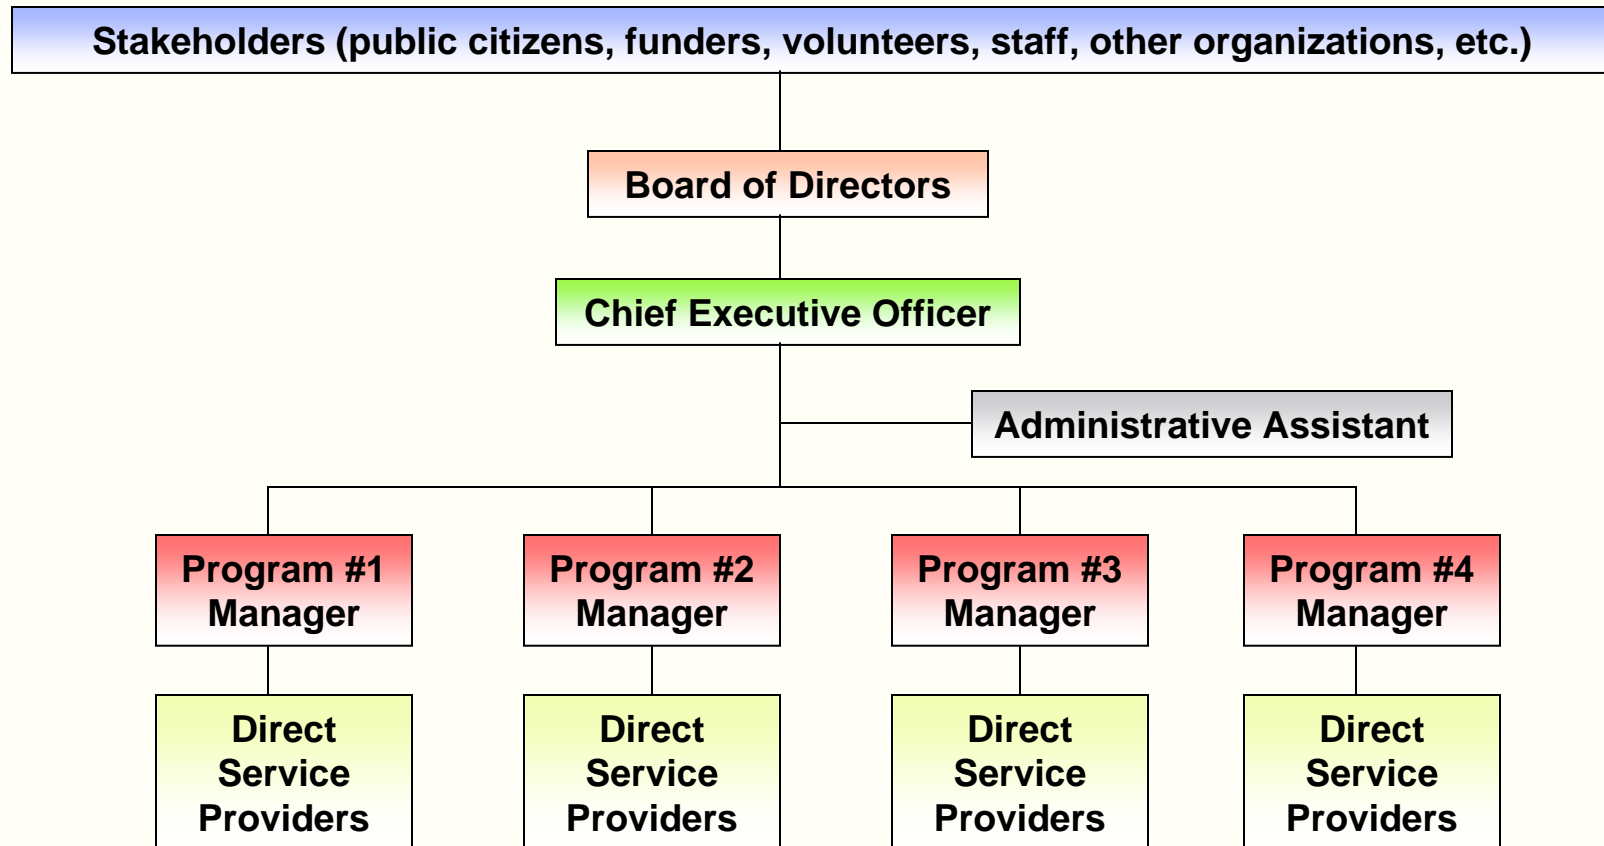 Stakeholders (public citizens, funders, volunteers, staff, other organizations, etc.)
Board of Directors
Chief Executive Officer
Administrative Assistant
Program #1
Manager
Program #2
Manager
Program #3
Manager
Program #4
Manager
Direct
Service
Providers
Direct
Service
Providers
Direct
Service
Providers
Direct
Service
Providers